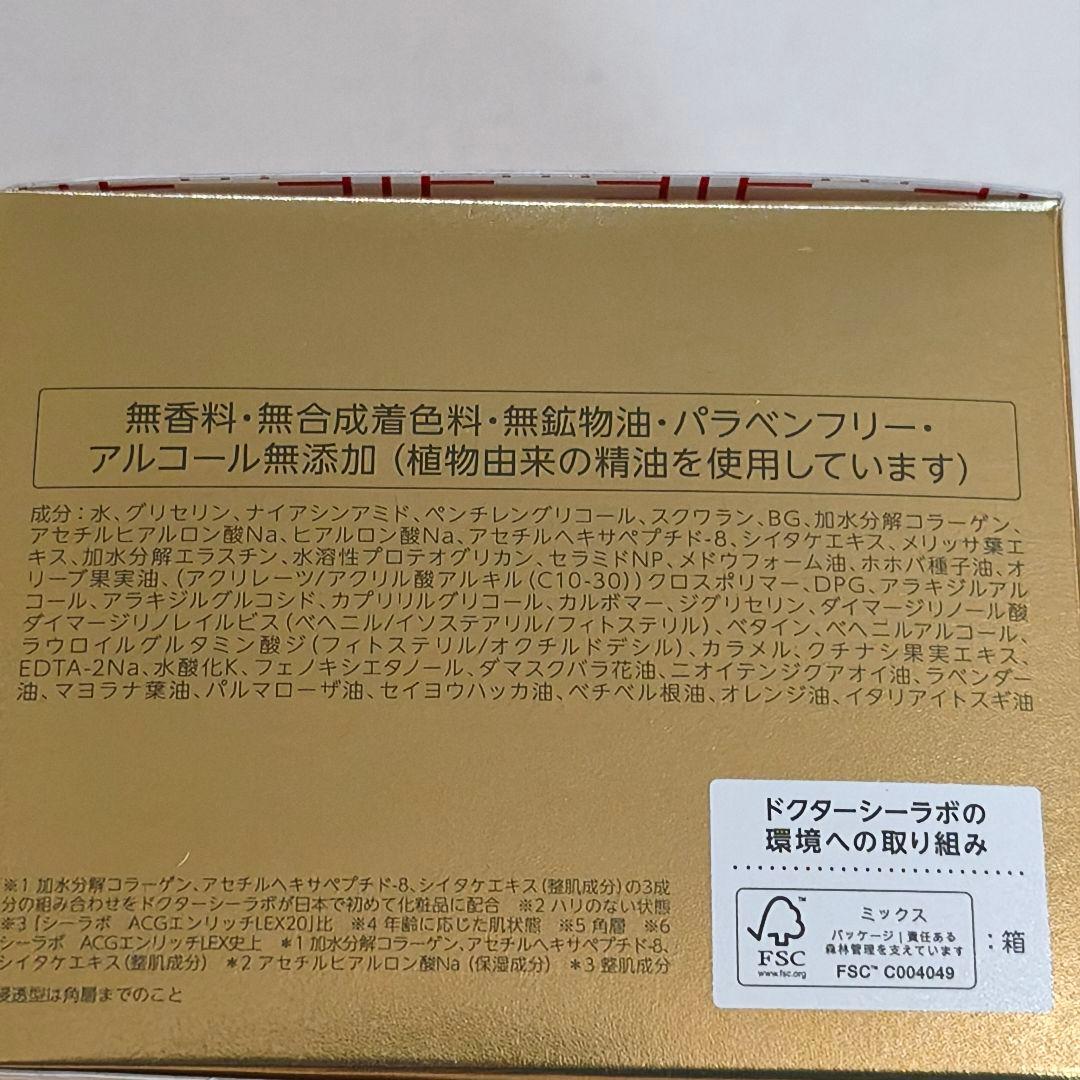 無香料・無合成着色料・無鉱物油・パラベンフリー・
アルコール無添加（植物由来の精油を使用しています）
成分：水、グリセリン、ナイアシンアミド、ペンチレングリコール、スクワラン、BG、加水分解コラーゲン、
アセチルヒアルロン酸Na、ヒアルロン酸Na、アセチルヘキサペプチド-8、シイタケエキス、メリッサ葉エ
キス、加水分解エラスチン、水溶性プロテオグリカン、セラミドNP、メドウフォーム油、ホホバ種子油、オ
リーブ果実油、（アクリレーツ/アクリル酸アルキル（C10-30））クロスポリマー、DPG、アラキジルアル
コール、アラキジルグルコシド、カプリリルグリコール、カルボマー、ジグリセリン、ダイマージリノール酸
ダイマージリノレイルビス（ベヘニル/イソステアリル/フィトステリル）、ベタイン、ベヘニルアルコール、
ラウロイルグルタミン酸ジ（フィトステリル/オクチルドデシル）、カラメル、クチナシ果実エキス、
EDTA-2Na、水酸化K、フェノキシエタノール、ダマスクバラ花油、ニオイテンジクアオイ油、ラベンダー
油、マヨラナ葉油、パルマローザ油、セイヨウハッカ油、ベチベル根油、オレンジ油、イタリアイトスギ油
※1 加水分解コラーゲン、アセチルヘキサペプチド-8、シイタケエキス（整肌成分）の3成
分の組み合わせをドクターシーラボが日本で初めて化粧品に配合 ※2 ハリのない状態
※3「シーラボ ACGエンリッチLEX20」比 ※4 年齢に応じた肌状態 ※5 角層 ※6
シーラボ ACGエンリッチLEX史上 ＊1 加水分解コラーゲン、アセチルヘキサペプチド-8、
シイタケエキス（整肌成分） ＊2 アセチルヒアルロン酸Na（保湿成分） ＊3 整肌成分
浸透型は角層までのこと
ドクターシーラボの
環境への取り組み
FSC
www.fsc.org
ミックス
パッケージ｜責任ある
森林管理を支えています
FSC™ C004049
：箱